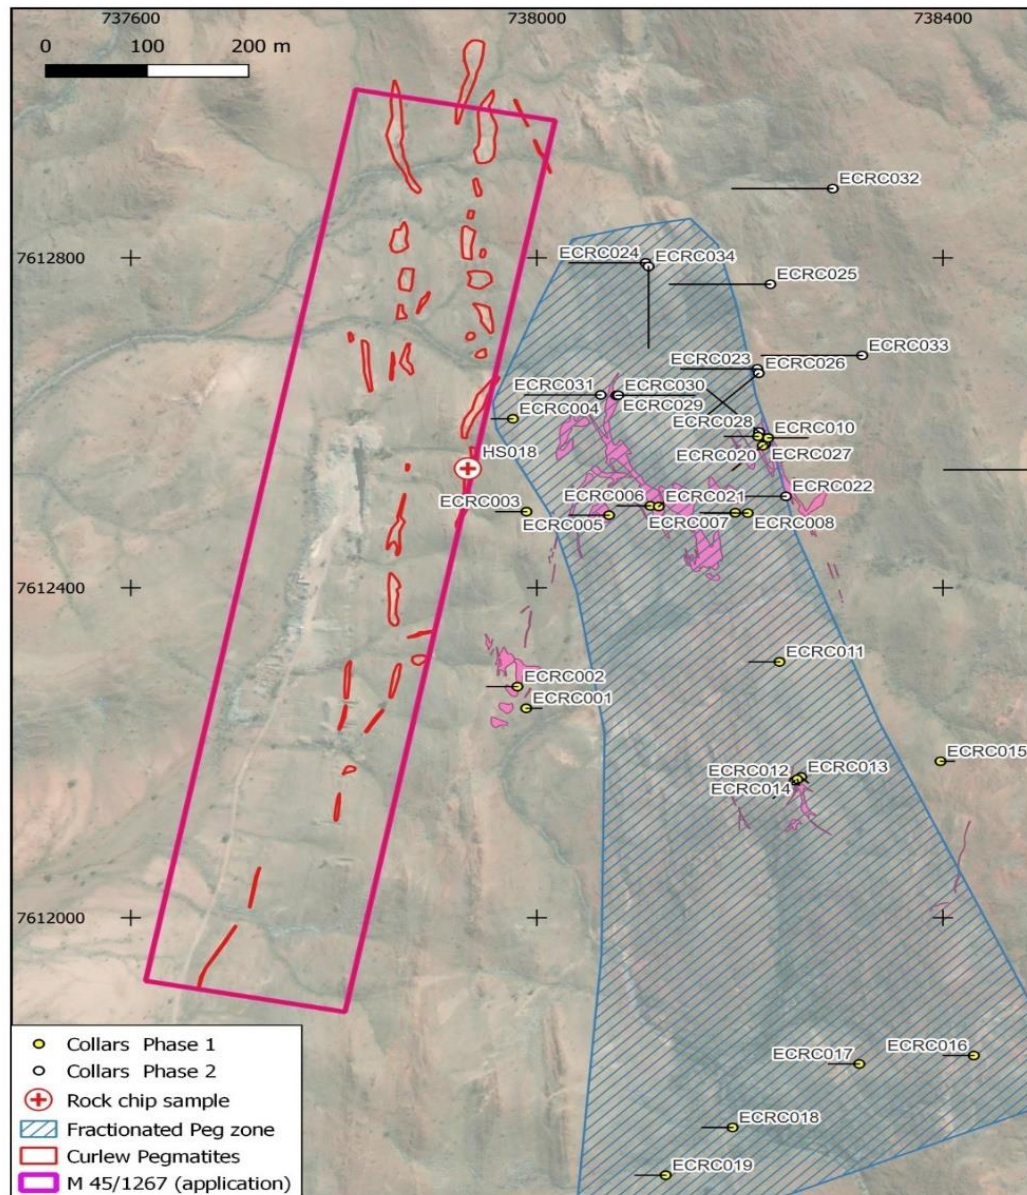 737600
738000
738400
0
100
200 m
ECRC032
7612800
ECRC024
ECRC034
ECRC025
ECRC033
ECRC023
ECRC026
ECRC031
ECRC030
ECRC004
ECRC029
ECRC028
ECRC010
HS018
ECRC020
ECRC027
ECRC003
ECRC006
ECRC021
ECRC022
ECRC005
ECRC007
ECRC008
7612400
ECRC011
ECRC002
ECRC001
ECRC015
ECRC012
ECRC013
ECRC014
7612000
ECRC017
ECRC016
ECRC018
ECRC019
Collars Phase 1
Collars Phase 2
Rock chip sample
Fractionated Peg zone
Curlew Pegmatites
M 45/1267 (application)